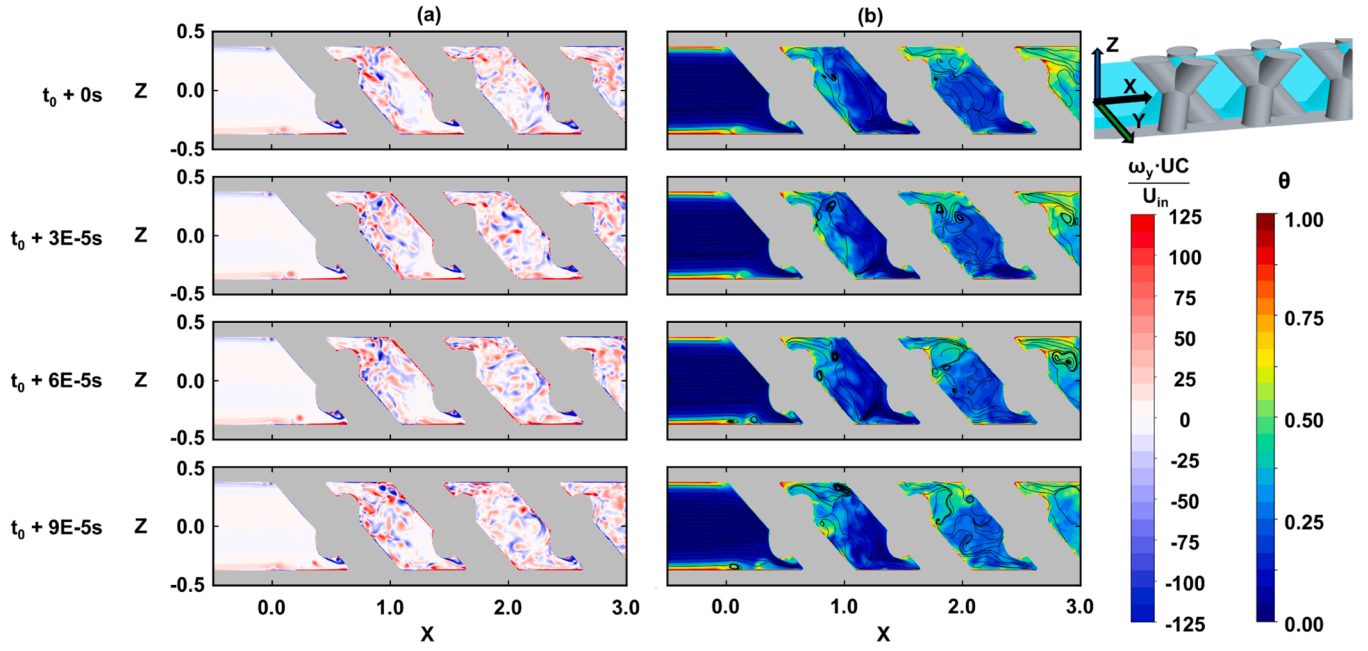 (a) (b)
0.5
t₀ + 0s Z 0.0
-0.5
0.5
t₀ + 3E-5s Z 0.0
-0.5
0.5
t₀ + 6E-5s Z 0.0
-0.5
0.5
t₀ + 9E-5s Z 0.0
-0.5
0.0 1.0 2.0 3.0
X
0.0 1.0 2.0 3.0
X
Z
X
Y
ω_y·UC
U_in
125
100
75
50
25
0
-25
-50
-75
-100
-125
θ
1.00
0.75
0.50
0.25
0.00